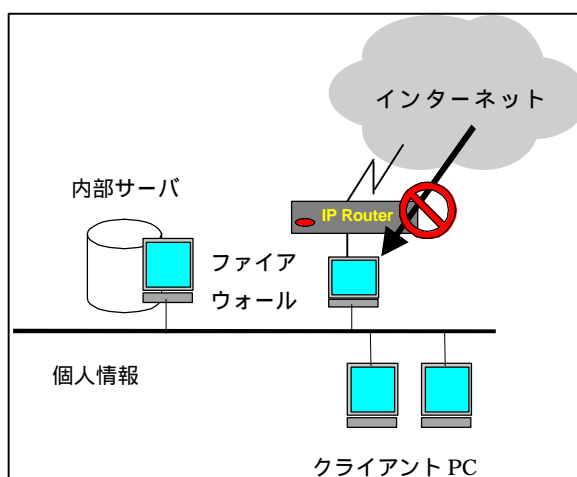 インターネット
内部サーバ
IP Router
ファイア
ウォール
個人情報
クライアント PC